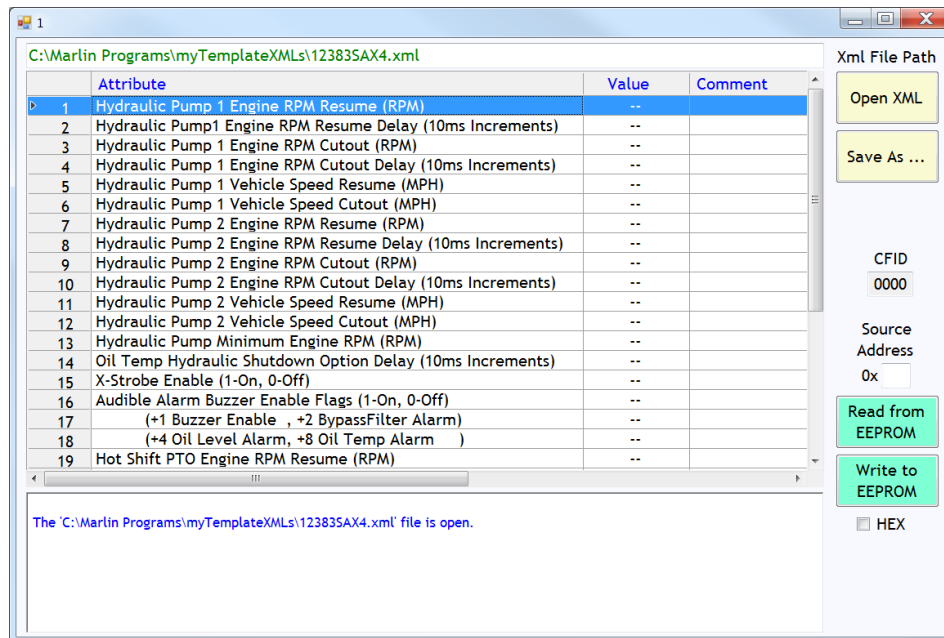 1
C:\Marlin Programs\myTemplateXMLs\12383SAX4.xml
Xml File Path
Attribute Value Comment
Open XML
1 Hydraulic Pump 1 Engine RPM Resume (RPM) --
2 Hydraulic Pump1 Engine RPM Resume Delay (10ms Increments) --
3 Hydraulic Pump 1 Engine RPM Cutout (RPM) --
Save As ...
4 Hydraulic Pump 1 Engine RPM Cutout Delay (10ms Increments) --
5 Hydraulic Pump 1 Vehicle Speed Resume (MPH) --
6 Hydraulic Pump 1 Vehicle Speed Cutout (MPH) --
7 Hydraulic Pump 2 Engine RPM Resume (RPM) --
8 Hydraulic Pump 2 Engine RPM Resume Delay (10ms Increments) --
9 Hydraulic Pump 2 Engine RPM Cutout (RPM) --
CFID
10 Hydraulic Pump 2 Engine RPM Cutout Delay (10ms Increments) --
0000
11 Hydraulic Pump 2 Vehicle Speed Resume (MPH) --
12 Hydraulic Pump 2 Vehicle Speed Cutout (MPH) --
13 Hydraulic Pump Minimum Engine RPM (RPM) --
Source
Address
14 Oil Temp Hydraulic Shutdown Option Delay (10ms Increments) --
15 X-Strobe Enable (1-On, 0-Off) --
0x
16 Audible Alarm Buzzer Enable Flags (1-On, 0-Off) --
17 (+1 Buzzer Enable , +2 BypassFilter Alarm) --
18 (+4 Oil Level Alarm, +8 Oil Temp Alarm ) --
19 Hot Shift PTO Engine RPM Resume (RPM) --
Read from
EEPROM
Write to
EEPROM
HEX
The 'C:\Marlin Programs\myTemplateXMLs\12383SAX4.xml' file is open.